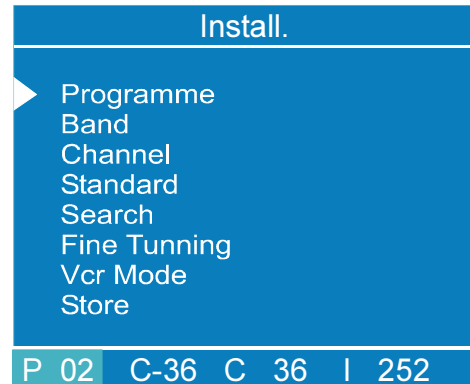 Install.
Programme
Band
Channel
Standard
Search
Fine Tunning
Vcr Mode
Store
P 02 C-36 C 36 I 252